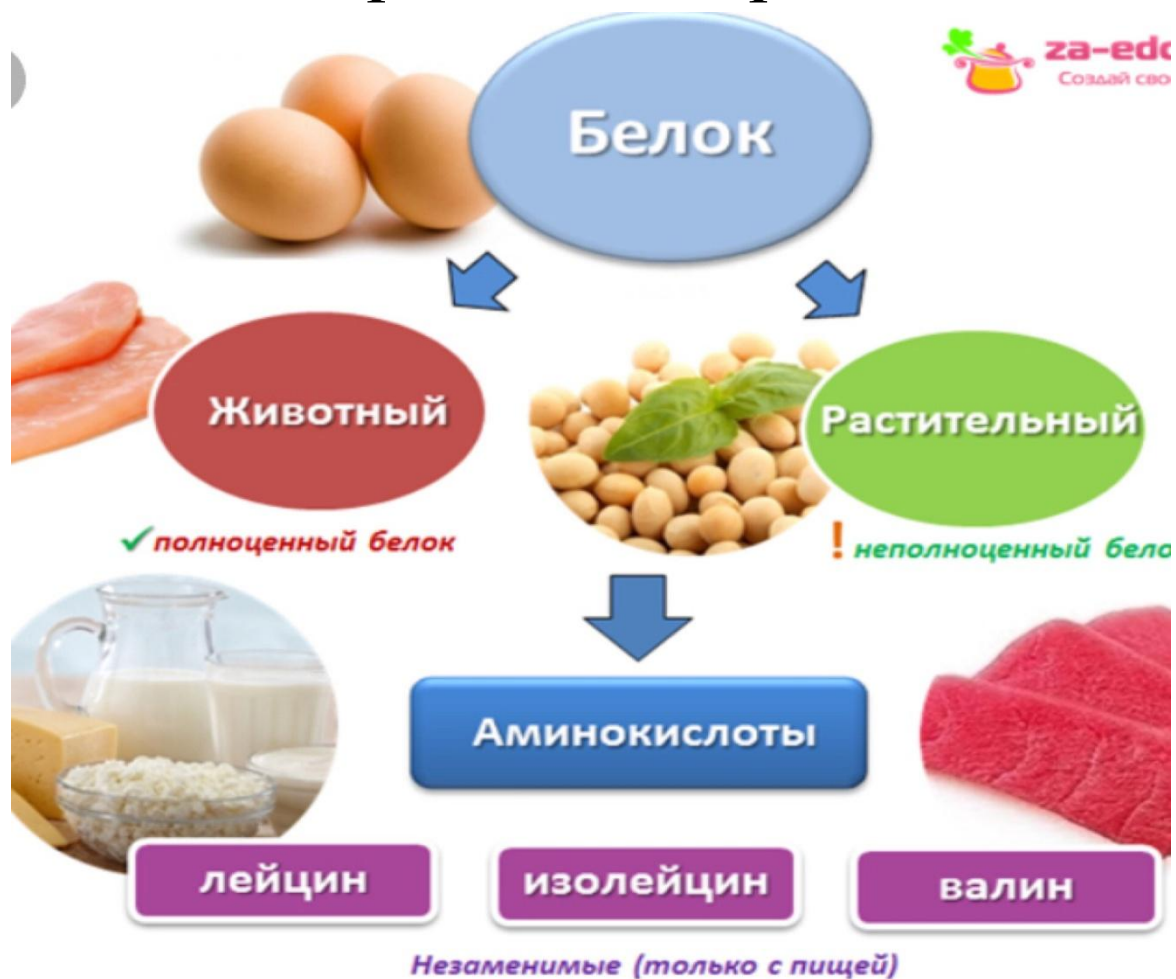 za-edo
Создай сво
Белок
Животный
Растительный
✓ полноценный белок
! неполноценный бело
Аминокислоты
лейцин
изолейцин
валин
Незаменимые (только с пищей)